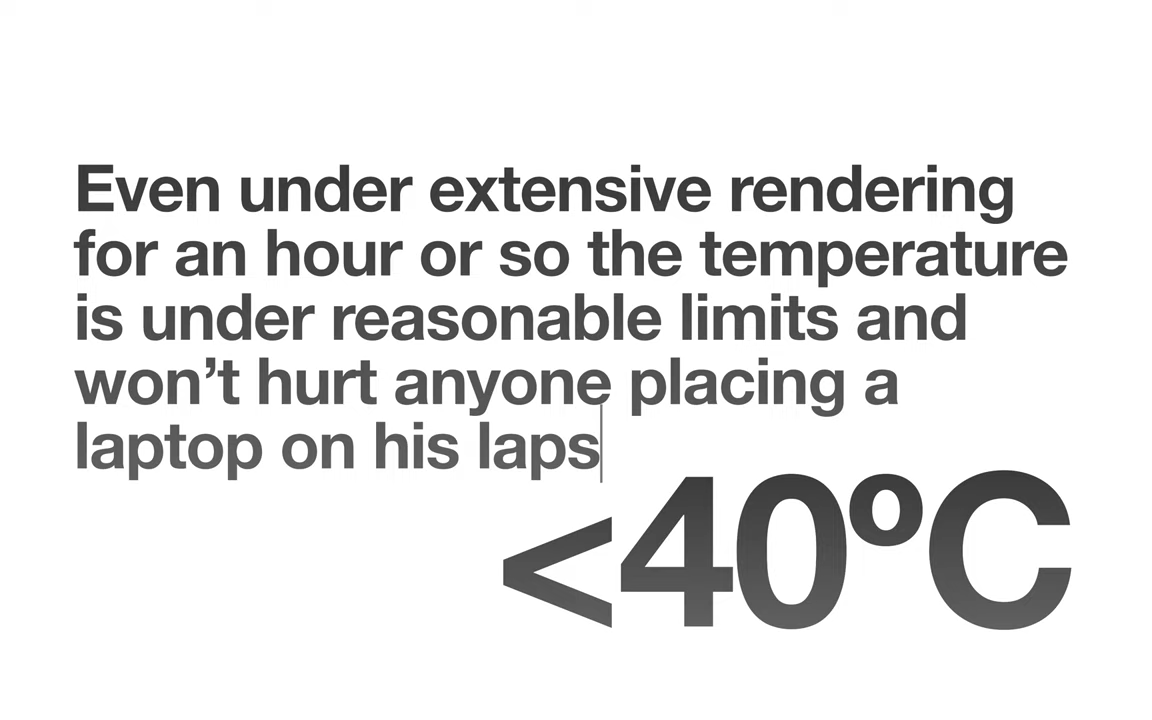 Even under extensive rendering
for an hour or so the temperature
is under reasonable limits and
won’t hurt anyone placing a
laptop on his laps
<40ºC